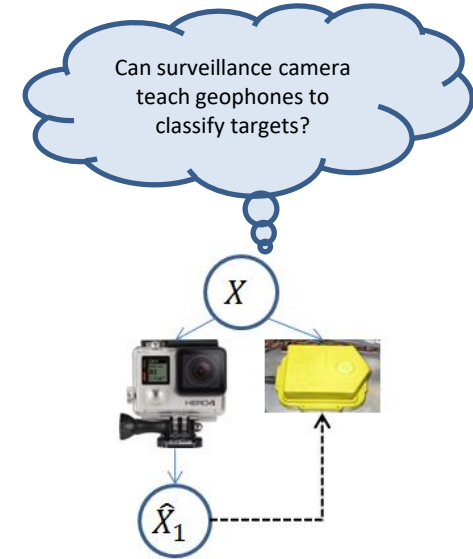 Can surveillance camera
teach geophones to
classify targets?
X
HERO4
X̂₁